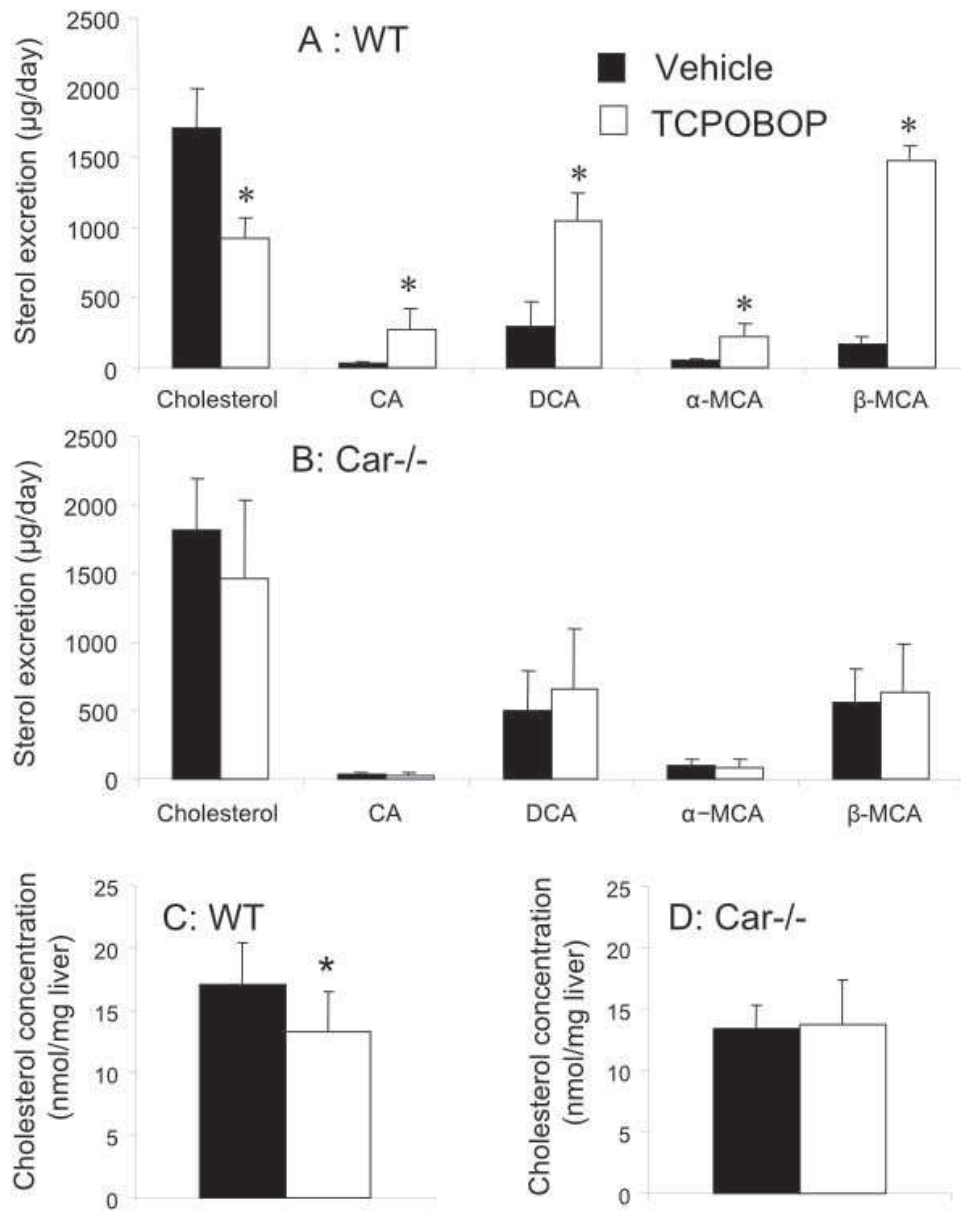 A : WT
Vehicle
TCPOBOP
Sterol excretion (µg/day)
2500
2000
1500
1000
500
0
*
*
*
*
*
Cholesterol CA DCA α-MCA β-MCA
B: Car-/-
Sterol excretion (µg/day)
2500
2000
1500
1000
500
0
Cholesterol CA DCA α−MCA β-MCA
C: WT
Cholesterol concentration
(nmol/mg liver)
25
20
15
10
5
0
*
D: Car-/-
Cholesterol concentration
(nmol/mg liver)
25
20
15
10
5
0